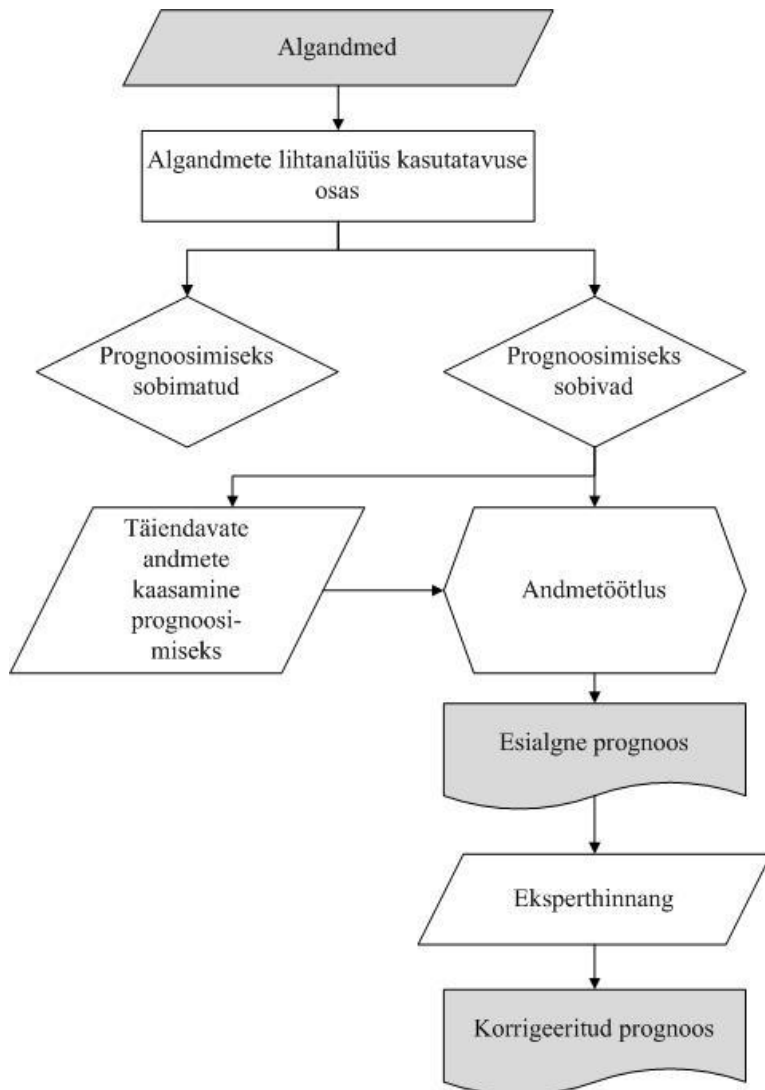 Algandmed
Algandmete lihtanalüüs kasutatavuse
osas
Prognoosimiseks
sobimatud
Prognoosimiseks
sobivad
Täiendavate
andmete
kaasamine
prognoosi-
miseks
Andmetöötlus
Esialgne prognoos
Eksperthinnang
Korrigeeritud prognoos